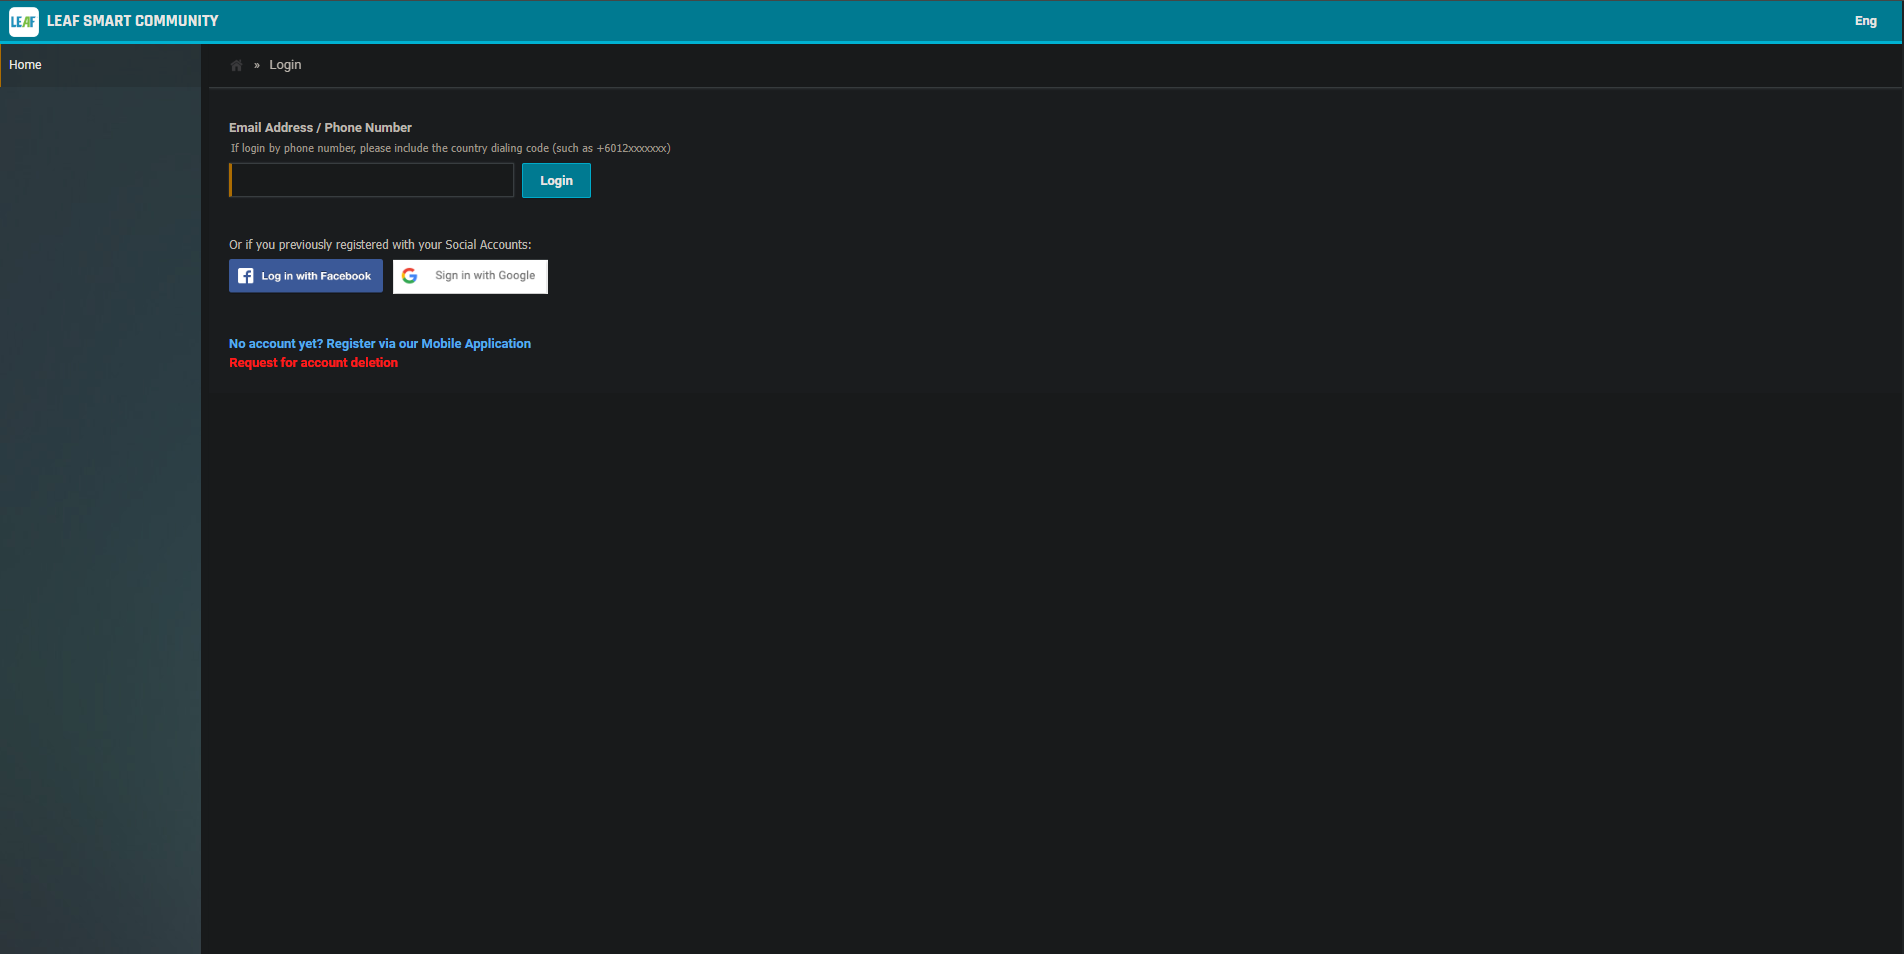 LEAF LEAF SMART COMMUNITY
Eng
Home
» Login
Email Address / Phone Number
If login by phone number, please include the country dialing code (such as +6012xxxxxxx)
Login
Or if you previously registered with your Social Accounts:
Log in with Facebook
Sign in with Google
No account yet? Register via our Mobile Application
Request for account deletion